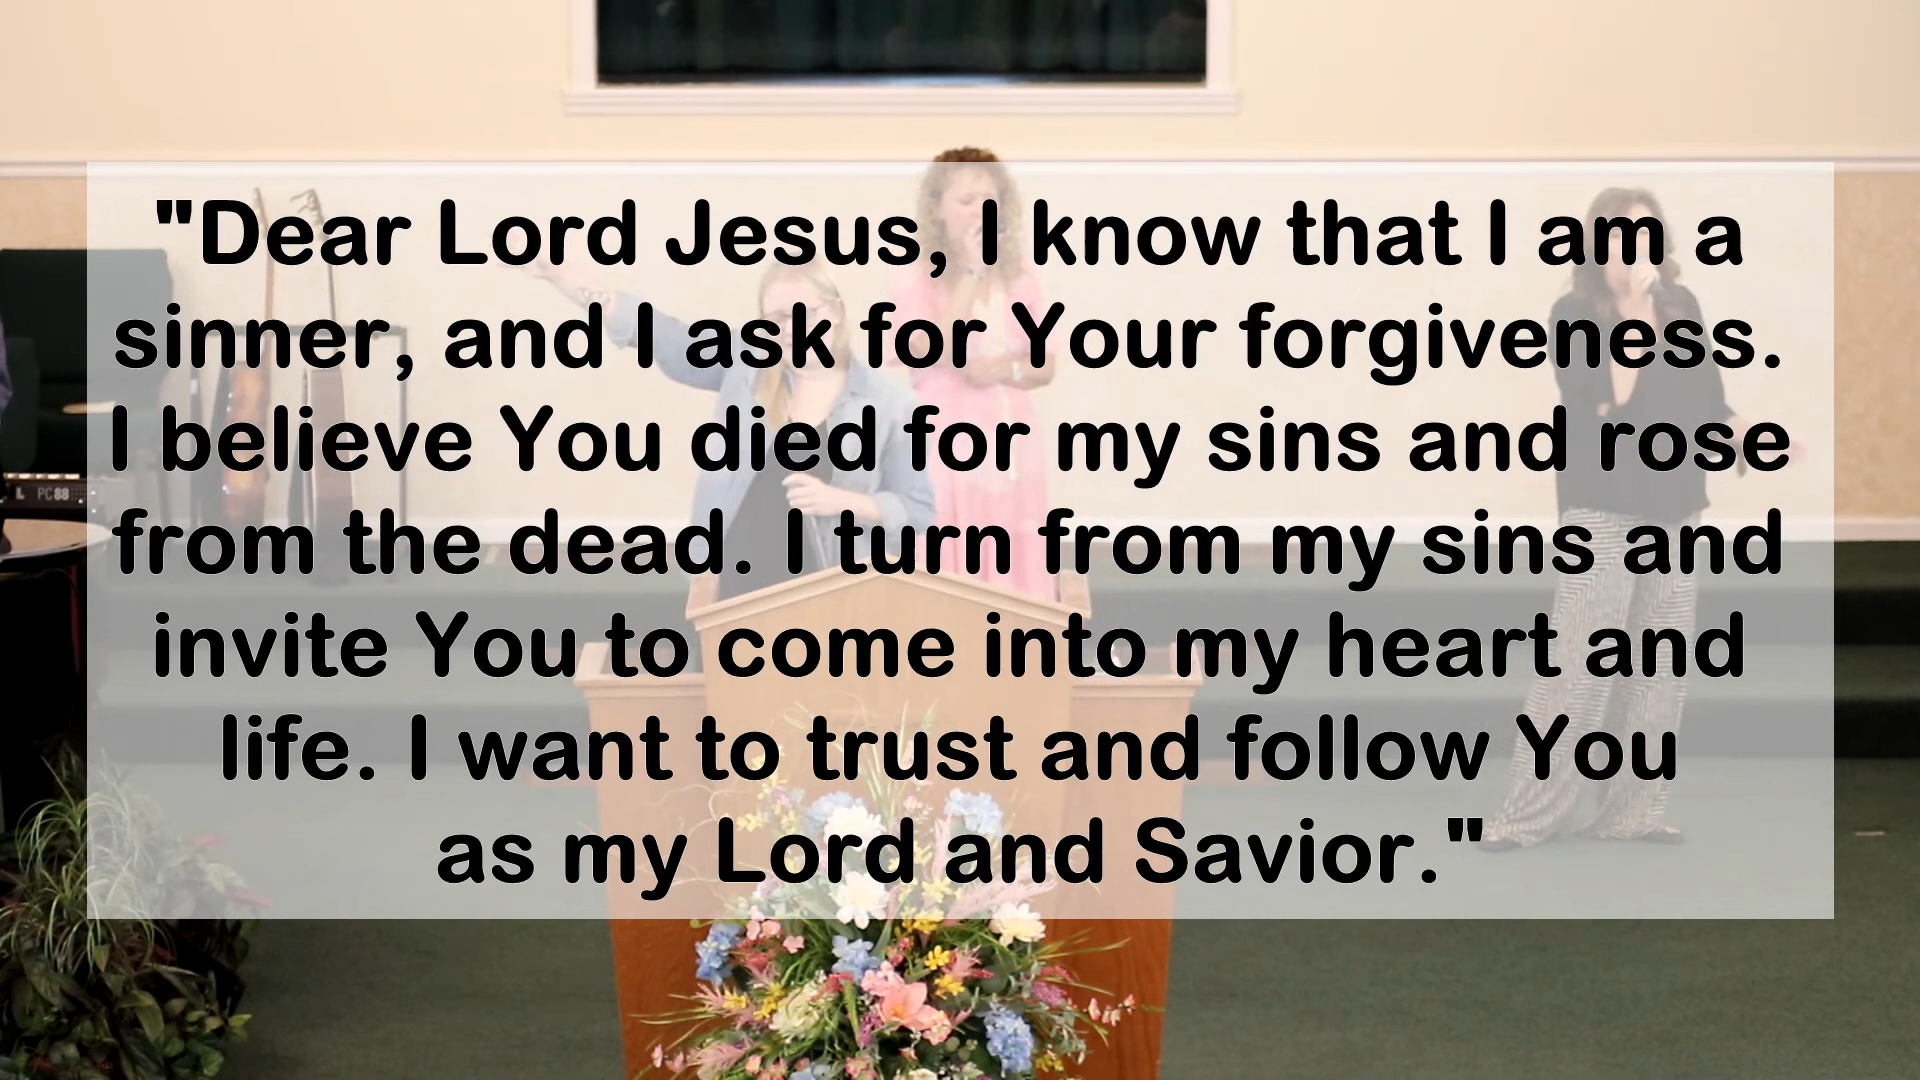 "Dear Lord Jesus, I know that I am a
sinner, and I ask for Your forgiveness.
I believe You died for my sins and rose
from the dead. I turn from my sins and
invite You to come into my heart and
life. I want to trust and follow You
as my Lord and Savior."
L PC88